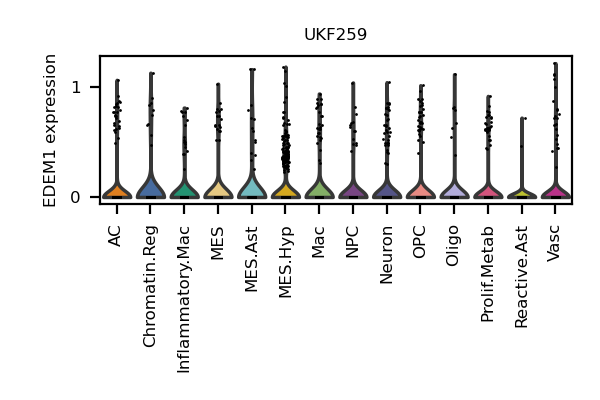 UKF259
EDEM1 expression
1
0
AC
Chromatin.Reg
Inflammatory.Mac
MES
MES.Ast
MES.Hyp
Mac
NPC
Neuron
OPC
Oligo
Prolif.Metab
Reactive.Ast
Vasc